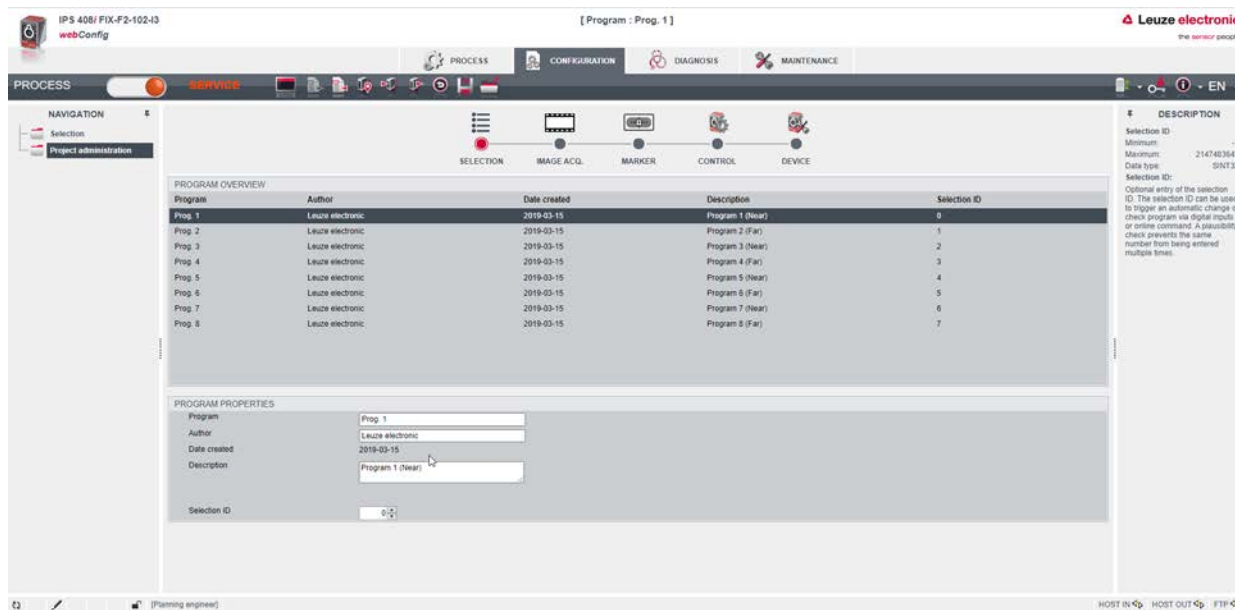 IPS 408i FIX-F2-102-I3
webConfig
[ Program : Prog. 1 ]
Leuze electronic
the sensor peopl
PROCESS
CONFIGURATION
DIAGNOSIS
MAINTENANCE
PROCESS
SERVICE
EN
NAVIGATION
Selection
Project administration
SELECTION
IMAGE ACQ.
MARKER
CONTROL
DEVICE
PROGRAM OVERVIEW
Program Author Date created Description Selection ID
Prog. 1 Leuze electronic 2019-03-15 Program 1 (Near) 0
Prog. 2 Leuze electronic 2019-03-15 Program 2 (Far) 1
Prog. 3 Leuze electronic 2019-03-15 Program 3 (Near) 2
Prog. 4 Leuze electronic 2019-03-15 Program 4 (Far) 3
Prog. 5 Leuze electronic 2019-03-15 Program 5 (Near) 4
Prog. 6 Leuze electronic 2019-03-15 Program 6 (Far) 5
Prog. 7 Leuze electronic 2019-03-15 Program 7 (Near) 6
Prog. 8 Leuze electronic 2019-03-15 Program 8 (Far) 7
PROGRAM PROPERTIES
Program Prog. 1
Author Leuze electronic
Date created 2019-03-15
Description Program 1 (Near)
Selection ID 0
DESCRIPTION
Selection ID
Minimum: -
Maximum: 214748364
Data type: SINT3
Selection ID:
Optional entry of the selection
ID. The selection ID can be used
to trigger an automatic change
check program via digital inputs
or online command. A plausibility
check prevents the same
number from being entered
multiple times.
[Planning engineer]
HOST IN HOST OUT FTP